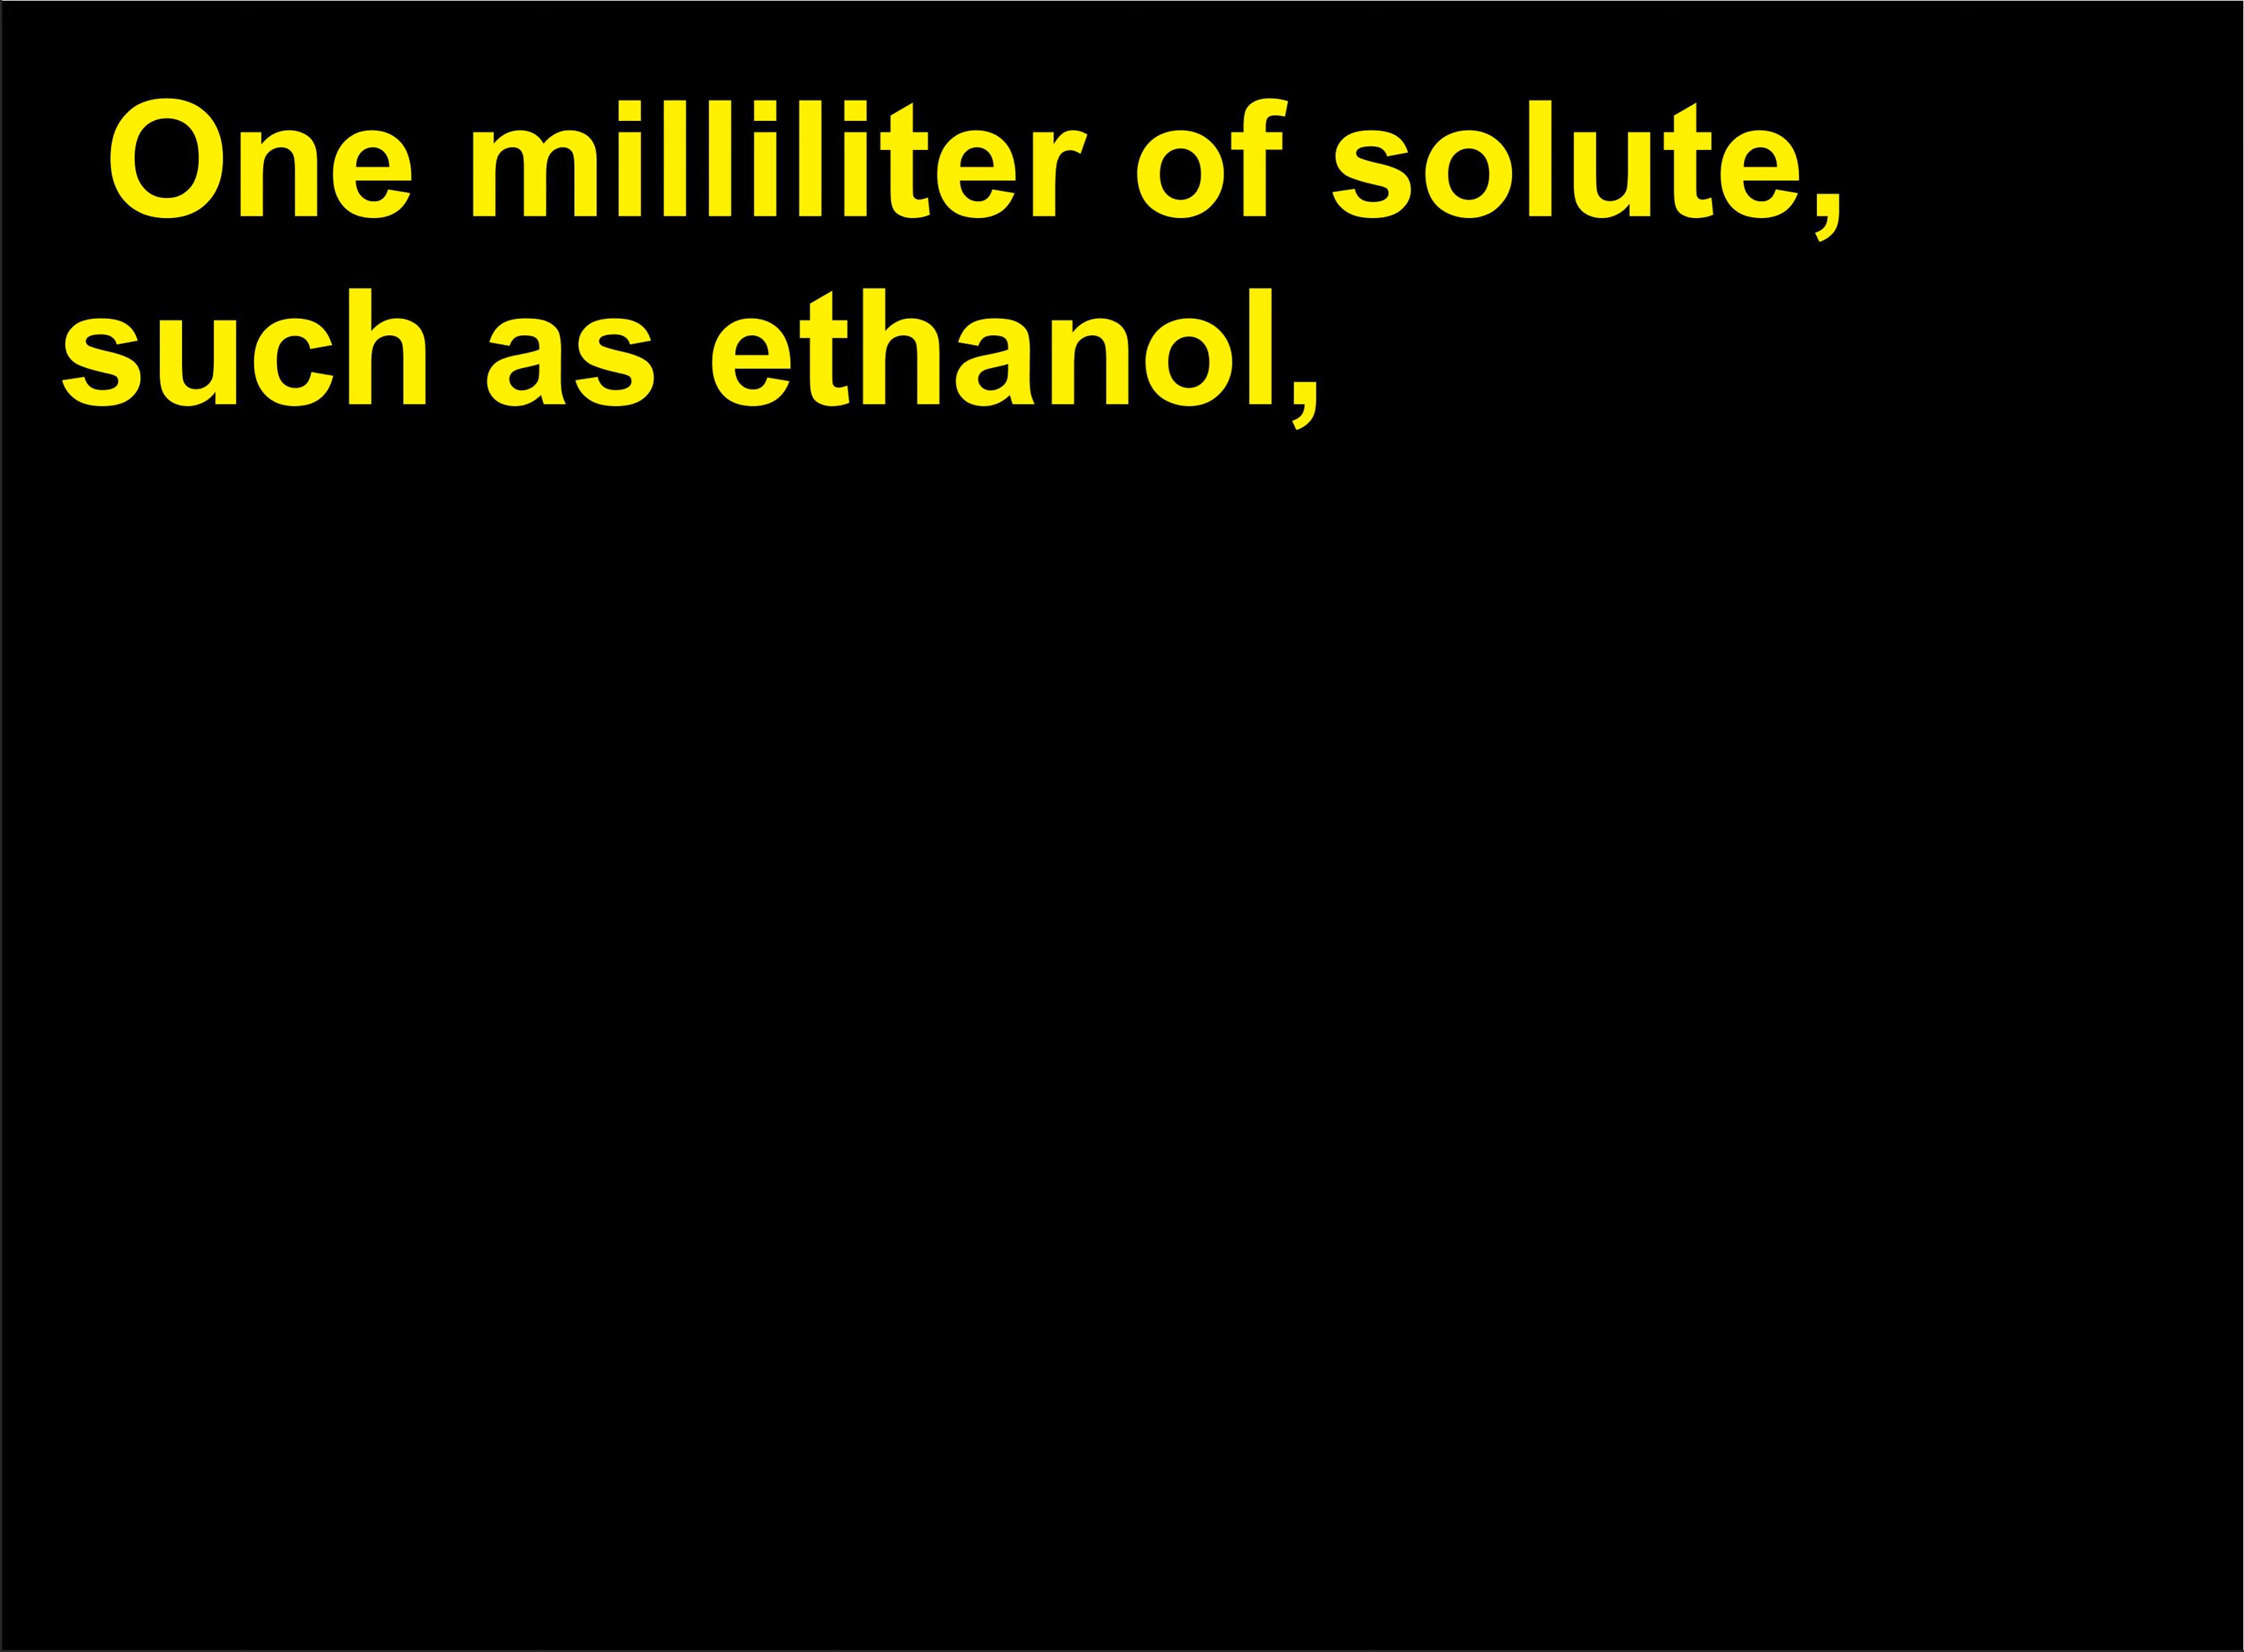 One milliliter of solute,
such as ethanol,